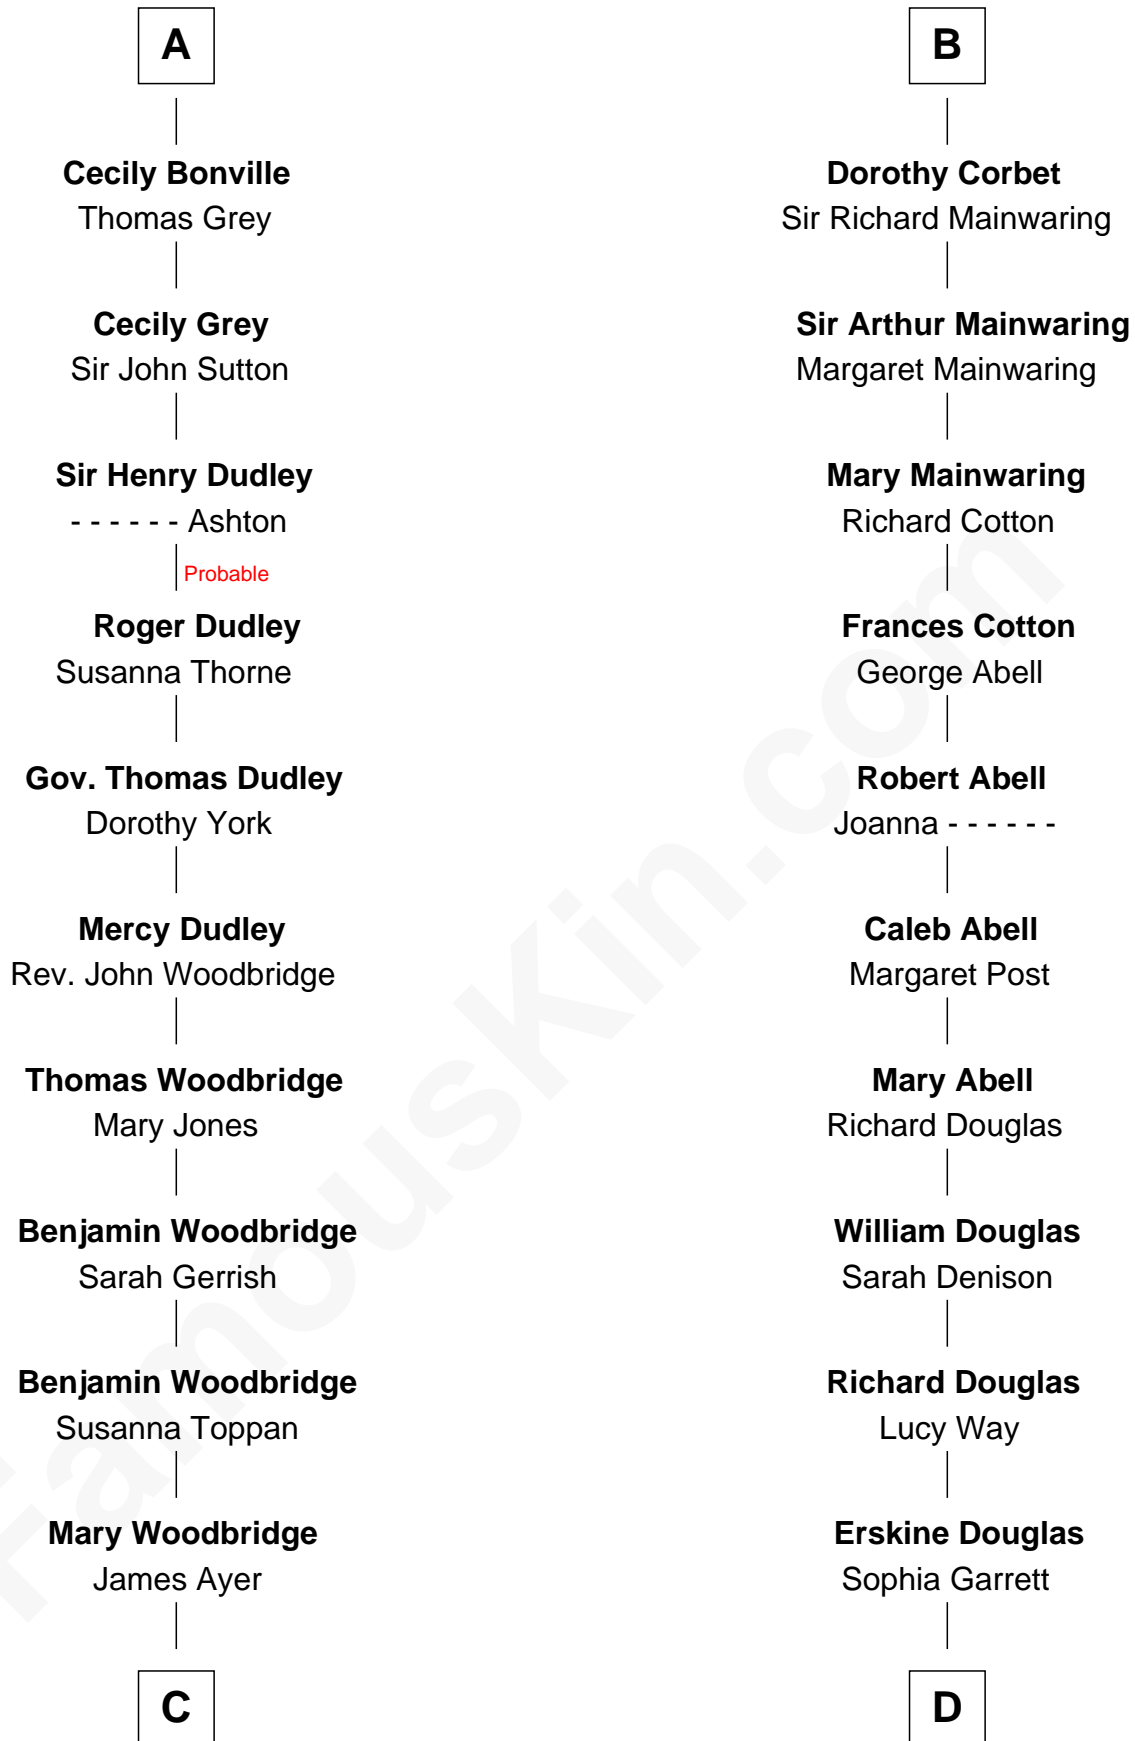 A
Cecily Bonville
Thomas Grey
Cecily Grey
Sir John Sutton
Sir Henry Dudley
- - - - - - Ashton
Probable
Roger Dudley
Susanna Thorne
Gov. Thomas Dudley
Dorothy York
Mercy Dudley
Rev. John Woodbridge
Thomas Woodbridge
Mary Jones
Benjamin Woodbridge
Sarah Gerrish
Benjamin Woodbridge
Susanna Toppan
Mary Woodbridge
James Ayer
C
B
Dorothy Corbet
Sir Richard Mainwaring
Sir Arthur Mainwaring
Margaret Mainwaring
Mary Mainwaring
Richard Cotton
Frances Cotton
George Abell
Robert Abell
Joanna - - - - - -
Caleb Abell
Margaret Post
Mary Abell
Richard Douglas
William Douglas
Sarah Denison
Richard Douglas
Lucy Way
Erskine Douglas
Sophia Garrett
D
FamousKin.com